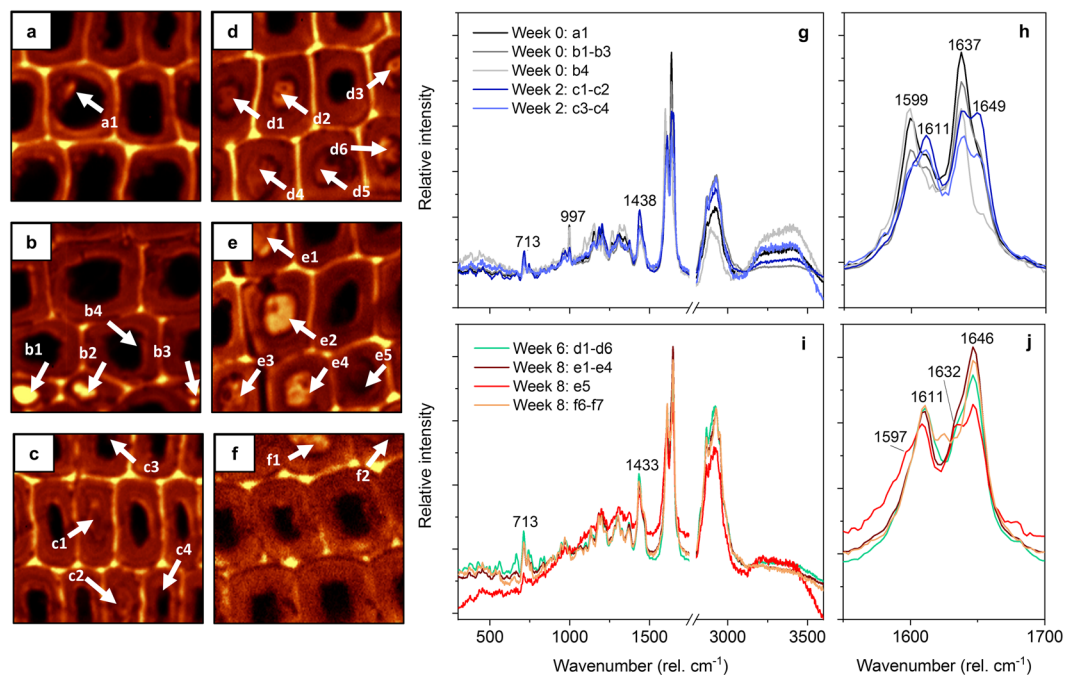 a
a1
d
d1
d2
d3
d4
d5
d6
b
b1
b2
b3
b4
e
e1
e2
e3
e4
e5
c
c1
c2
c3
c4
f
f1
f2
g
Week 0: a1
Week 0: b1-b3
Week 0: b4
Week 2: c1-c2
Week 2: c3-c4
713
997
1438
Relative intensity
h
1599
1611
1637
1649
i
Week 6: d1-d6
Week 8: e1-e4
Week 8: e5
Week 8: f6-f7
713
1433
Relative intensity
500 1000 1500 3000 3500
Wavenumber (rel. cm⁻¹)
j
1597
1611
1632
1646
1600 1700
Wavenumber (rel. cm⁻¹)